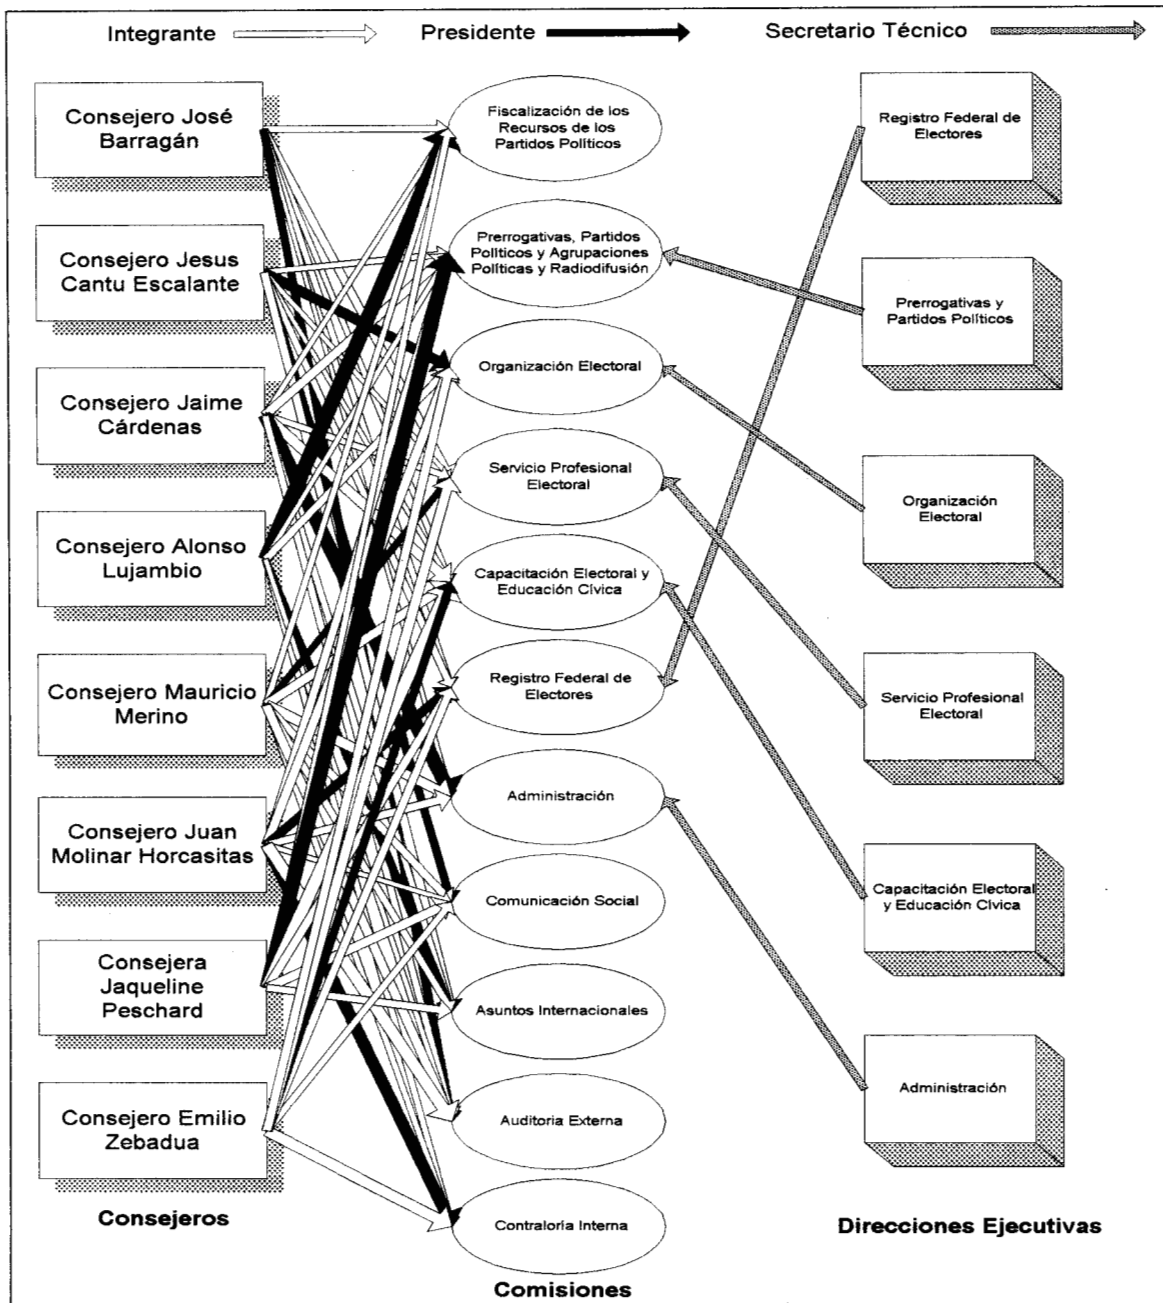 Integrante
Presidente
Secretario Técnico
Consejero José
Barragán
Consejero Jesus
Cantu Escalante
Consejero Jaime
Cárdenas
Consejero Alonso
Lujambio
Consejero Mauricio
Merino
Consejero Juan
Molinar Horcasitas
Consejera
Jaqueline
Peschard
Consejero Emilio
Zebadua
Consejeros
Fiscalización de los
Recursos de los
Partidos Políticos
Prerrogativas, Partidos
Políticos y Agrupaciones
Políticas y Radiodifusión
Organización Electoral
Servicio Profesional
Electoral
Capacitación Electoral y
Educación Cívica
Registro Federal de
Electores
Administración
Comunicación Social
Asuntos Internacionales
Auditoria Externa
Contraloría Interna
Comisiones
Registro Federal de
Electores
Prerrogativas y
Partidos Políticos
Organización
Electoral
Servicio Profesional
Electoral
Capacitación Electoral
y Educación Cívica
Administración
Direcciones Ejecutivas